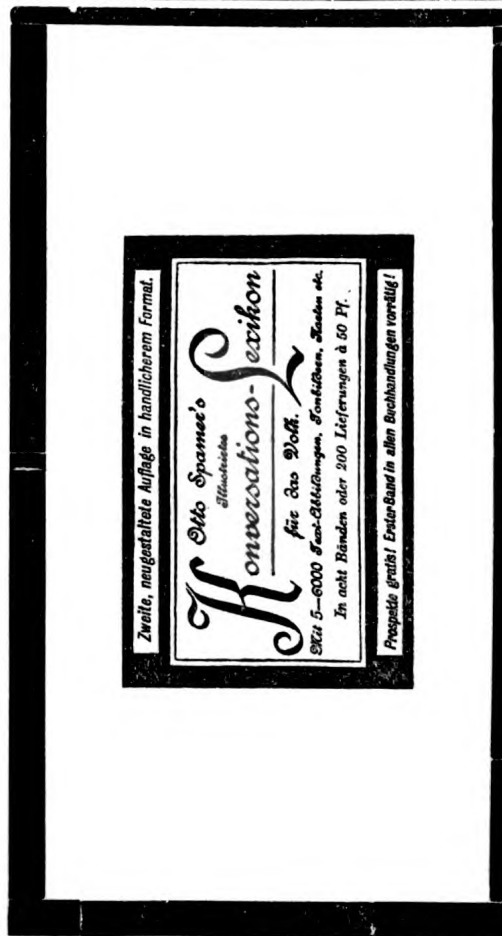 Zweite, neugestaltete Auflage in handlicherem Format.
Otto Spamer's
Illustriertes
Konversations-Lexikon
für das Volk.
Mit 5—6000 Text-Abbildungen, Tonbildern, Karten etc.
In acht Bänden oder 200 Lieferungen à 50 Pf.
Prospekte gratis! Erster Band in allen Buchhandlungen vorrätig!